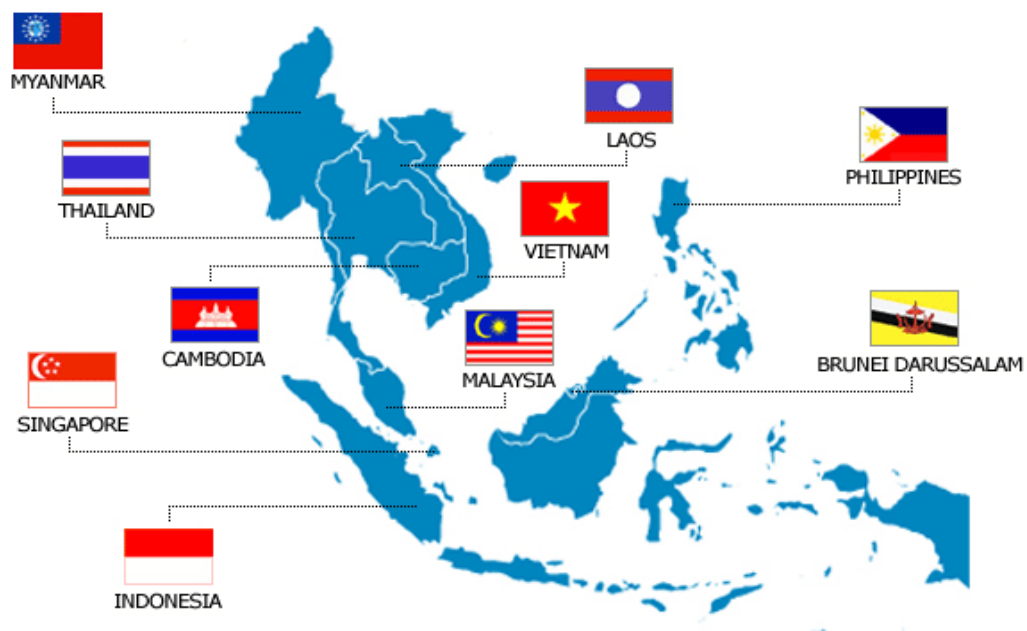 MYANMAR
LAOS
PHILIPPINES
THAILAND
VIETNAM
CAMBODIA
BRUNEI DARUSSALAM
MALAYSIA
SINGAPORE
INDONESIA